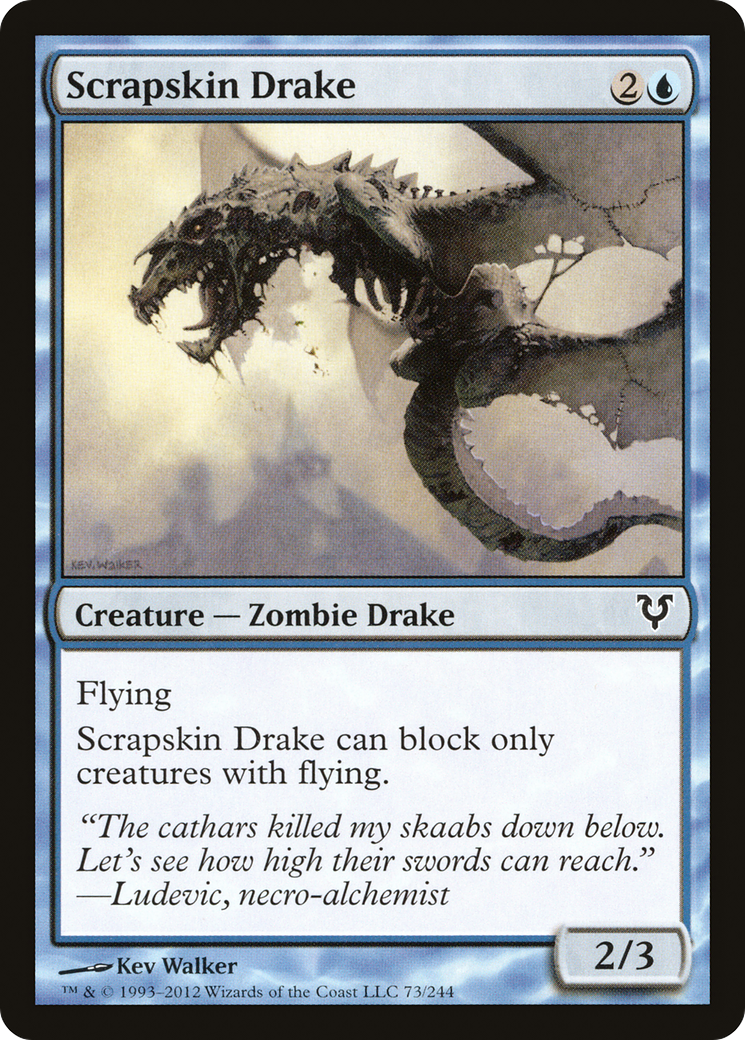 Scrapskin Drake 2
KEV. WALKER
Creature — Zombie Drake
Flying
Scrapskin Drake can block only
creatures with flying.
“The cathars killed my skaabs down below.
Let’s see how high their swords can reach.”
—Ludevic, necro-alchemist
2/3
Kev Walker
™ & © 1993–2012 Wizards of the Coast LLC 73/244